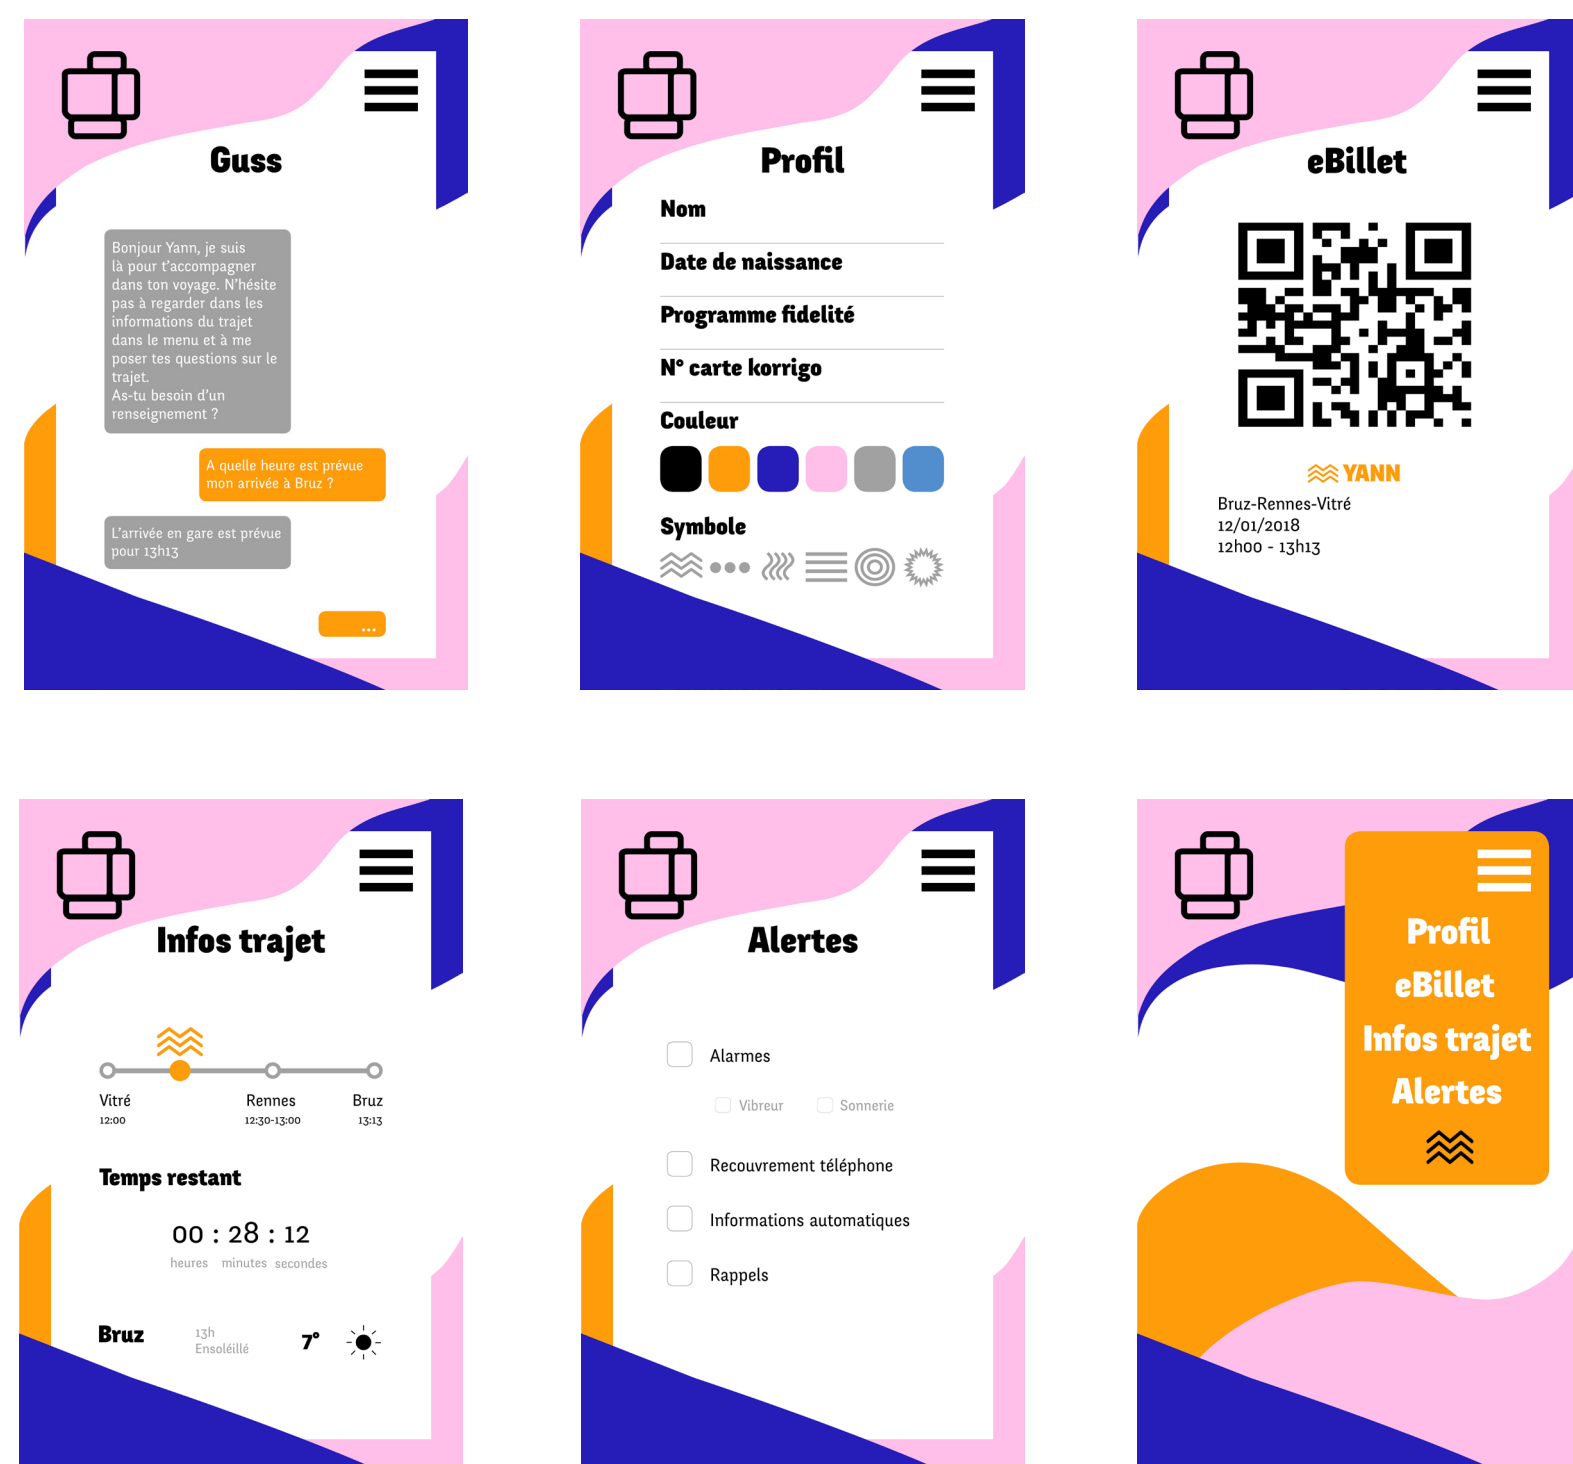 Guss
Bonjour Yann, je suis
là pour t'accompagner
dans ton voyage. N'hésite
pas à regarder dans les
informations du trajet
dans le menu et à me
poser tes questions sur le
trajet.
As-tu besoin d'un
renseignement ?
A quelle heure est prévue
mon arrivée à Bruz ?
L'arrivée en gare est prévue
pour 13h13
...
Profil
Nom
Date de naissance
Programme fidelité
N° carte korrigo
Couleur
Symbole
eBillet
YANN
Bruz-Rennes-Vitré
12/01/2018
12h00 - 13h13
Infos trajet
Vitré Rennes Bruz
12:00 12:30-13:00 13:13
Temps restant
00 : 28 : 12
heures minutes secondes
Bruz 13h 7°
Ensoléillé
Alertes
Alarmes
Vibreur Sonnerie
Recouvrement téléphone
Informations automatiques
Rappels
Profil
eBillet
Infos trajet
Alertes